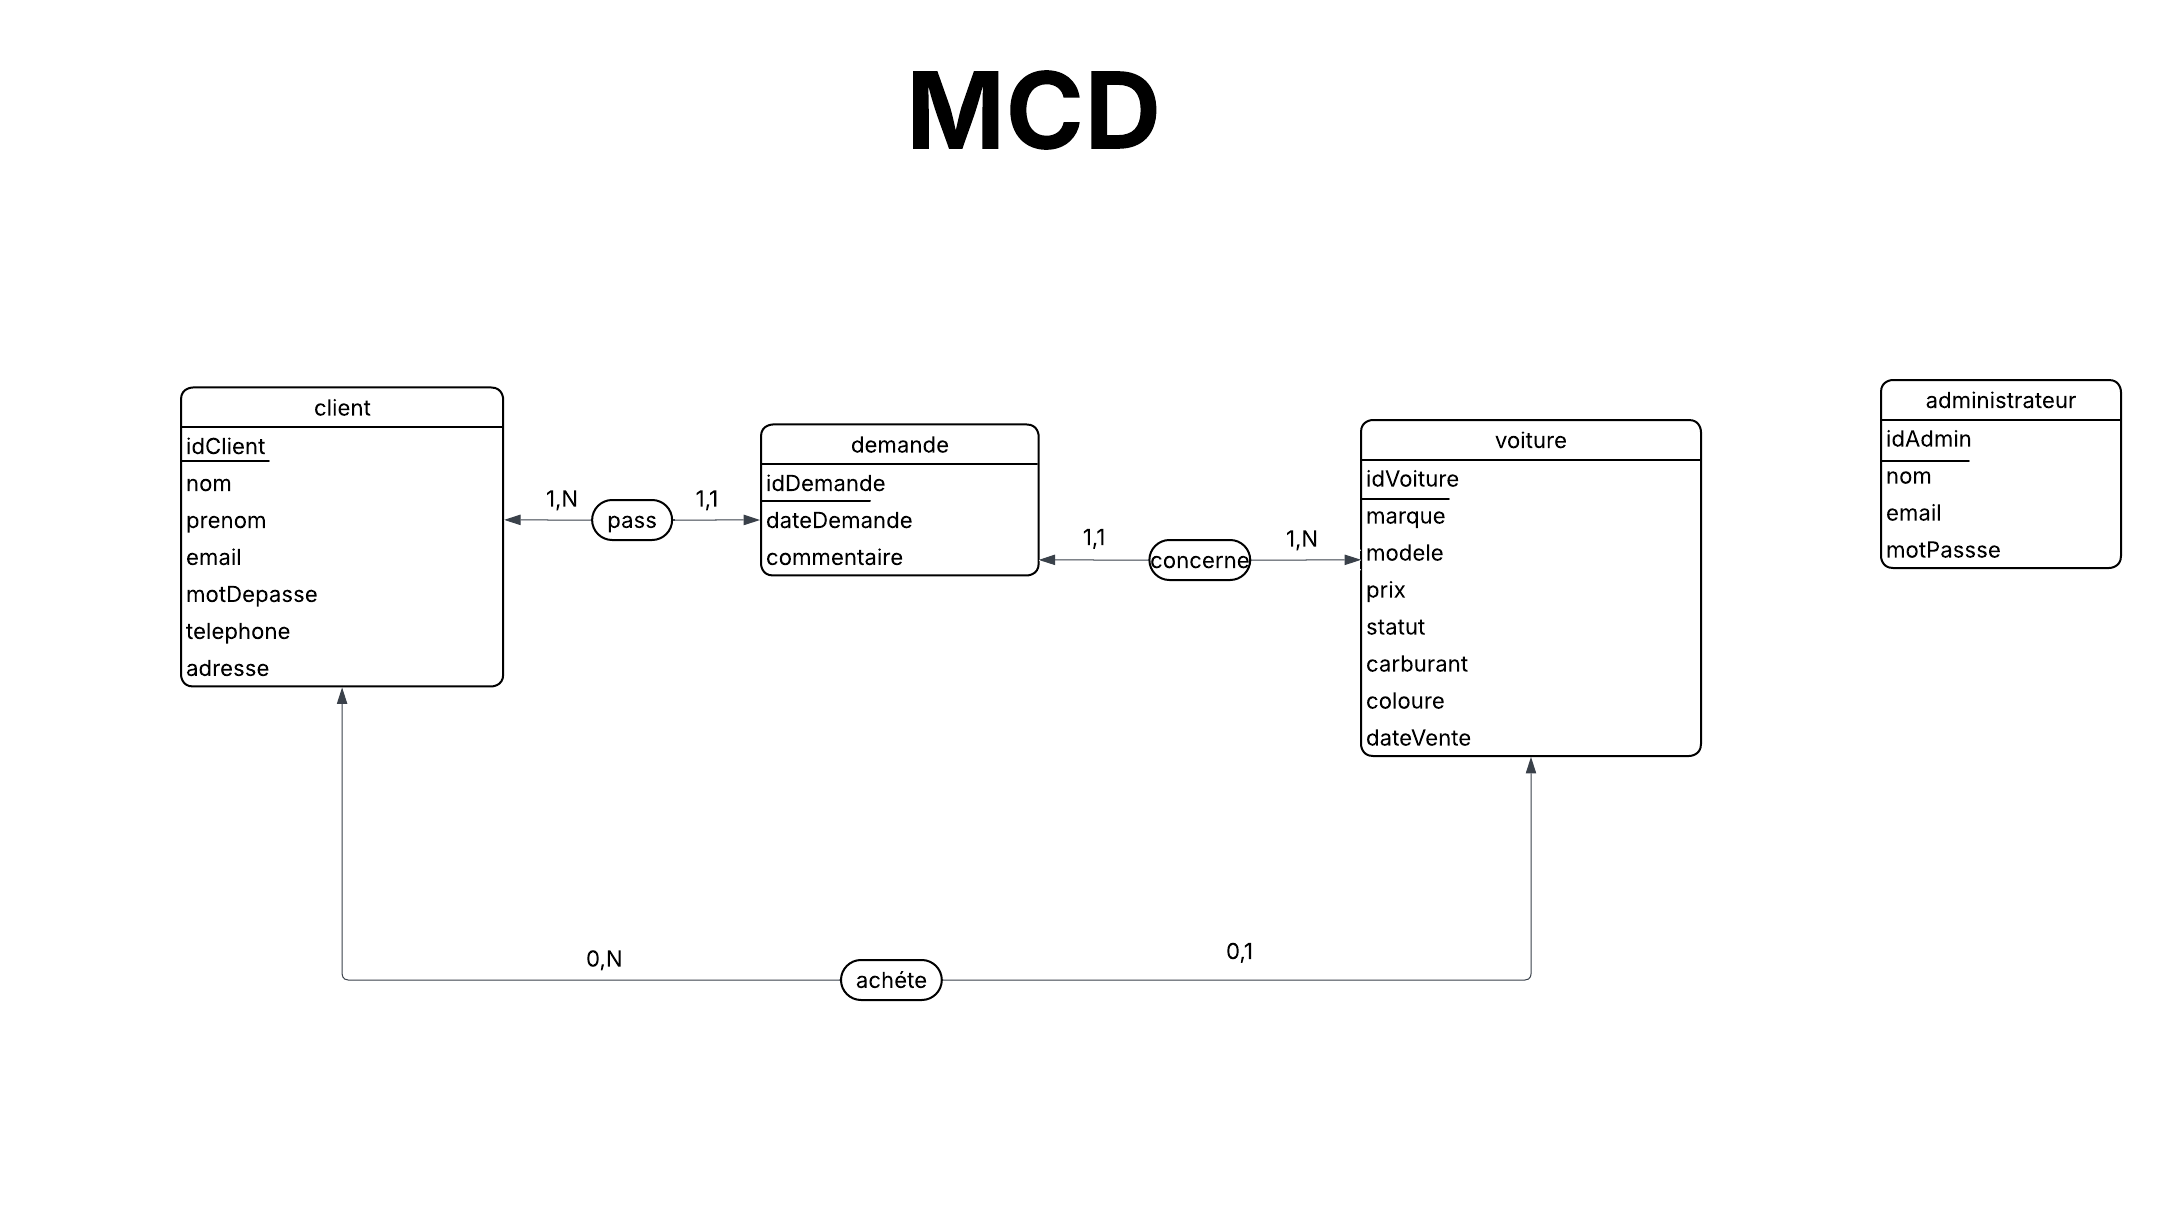 MCD
client
idClient
nom
prenom
email
motDepasse
telephone
adresse
1,N
pass
1,1
demande
idDemande
dateDemande
commentaire
1,1
concerne
1,N
voiture
idVoiture
marque
modele
prix
statut
carburant
coloure
dateVente
administrateur
idAdmin
nom
email
motPassse
0,N
achéte
0,1